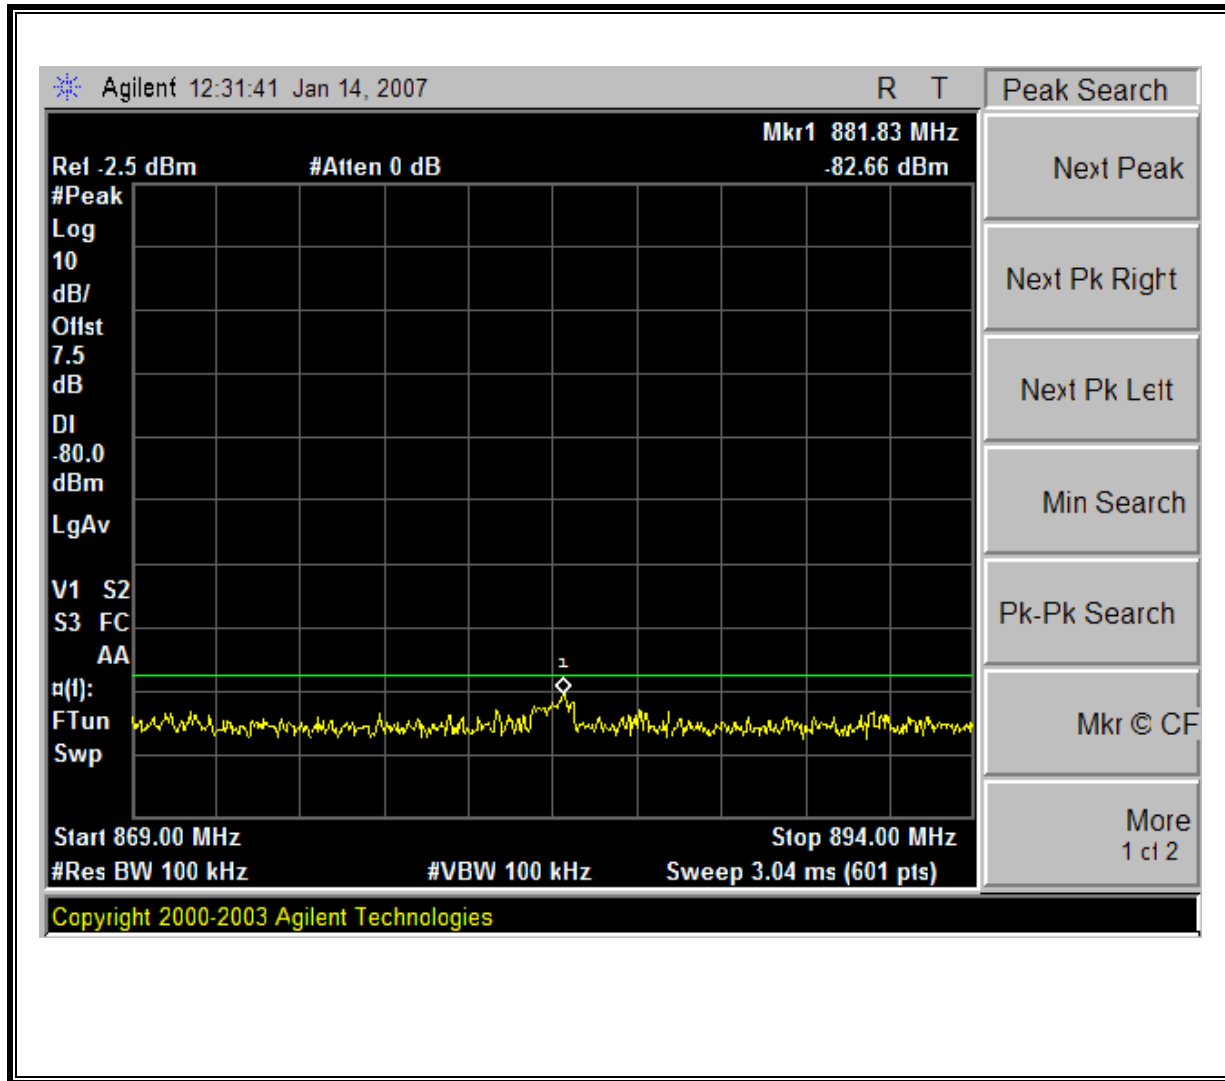 Agilent 12:31:41 Jan 14, 2007 R T
Peak Search
Mkr1 881.83 MHz
Ref -2.5 dBm #Atten 0 dB -82.66 dBm
#Peak
Log
10
dB/
Offst
7.5
dB
DI
-80.0
dBm
LgAv
V1 S2
S3 FC
AA
¤(f):
FTun
Swp
1
Start 869.00 MHz Stop 894.00 MHz
#Res BW 100 kHz #VBW 100 kHz Sweep 3.04 ms (601 pts)
Copyright 2000-2003 Agilent Technologies
Next Peak
Next Pk Right
Next Pk Left
Min Search
Pk-Pk Search
Mkr © CF
More
1 of 2